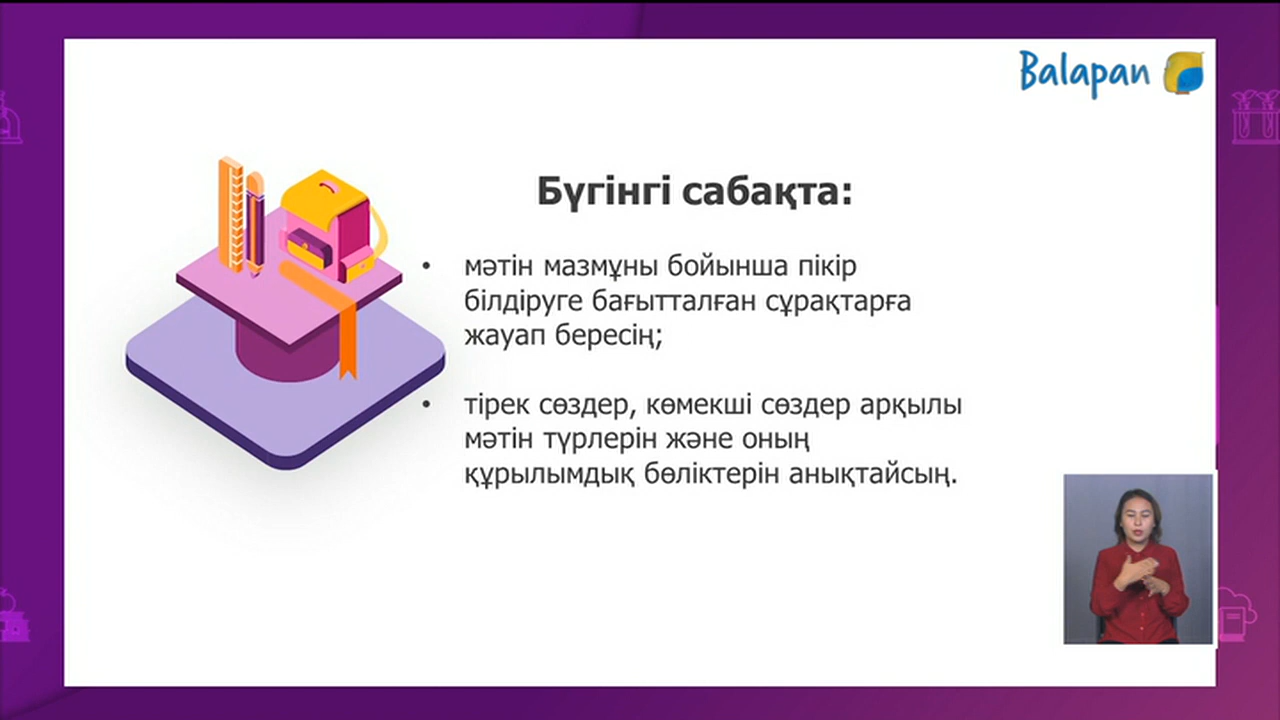 Balapan
Бүгінгі сабақта:
• мәтін мазмұны бойынша пікір
білдіруге бағытталған сұрақтарға
жауап бересің;
• тірек сөздер, көмекші сөздер арқылы
мәтін түрлерін және оның
құрылымдық бөліктерін анықтайсың.